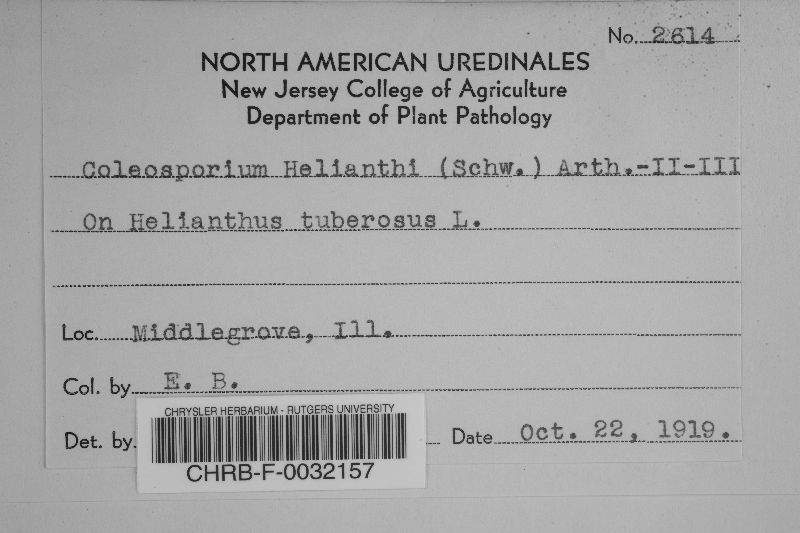 No. 2614
NORTH AMERICAN UREDINALES
New Jersey College of Agriculture
Department of Plant Pathology
Coleosporium Helianthi (Schw.) Arth.-II-III
On Helianthus tuberosus L.
Loc. Middlegrove, Ill.
Col. by E. B.
Det. by.
Date Oct. 22, 1919.
CHRYSLER HERBARIUM - RUTGERS UNIVERSITY
CHRB-F-0032157